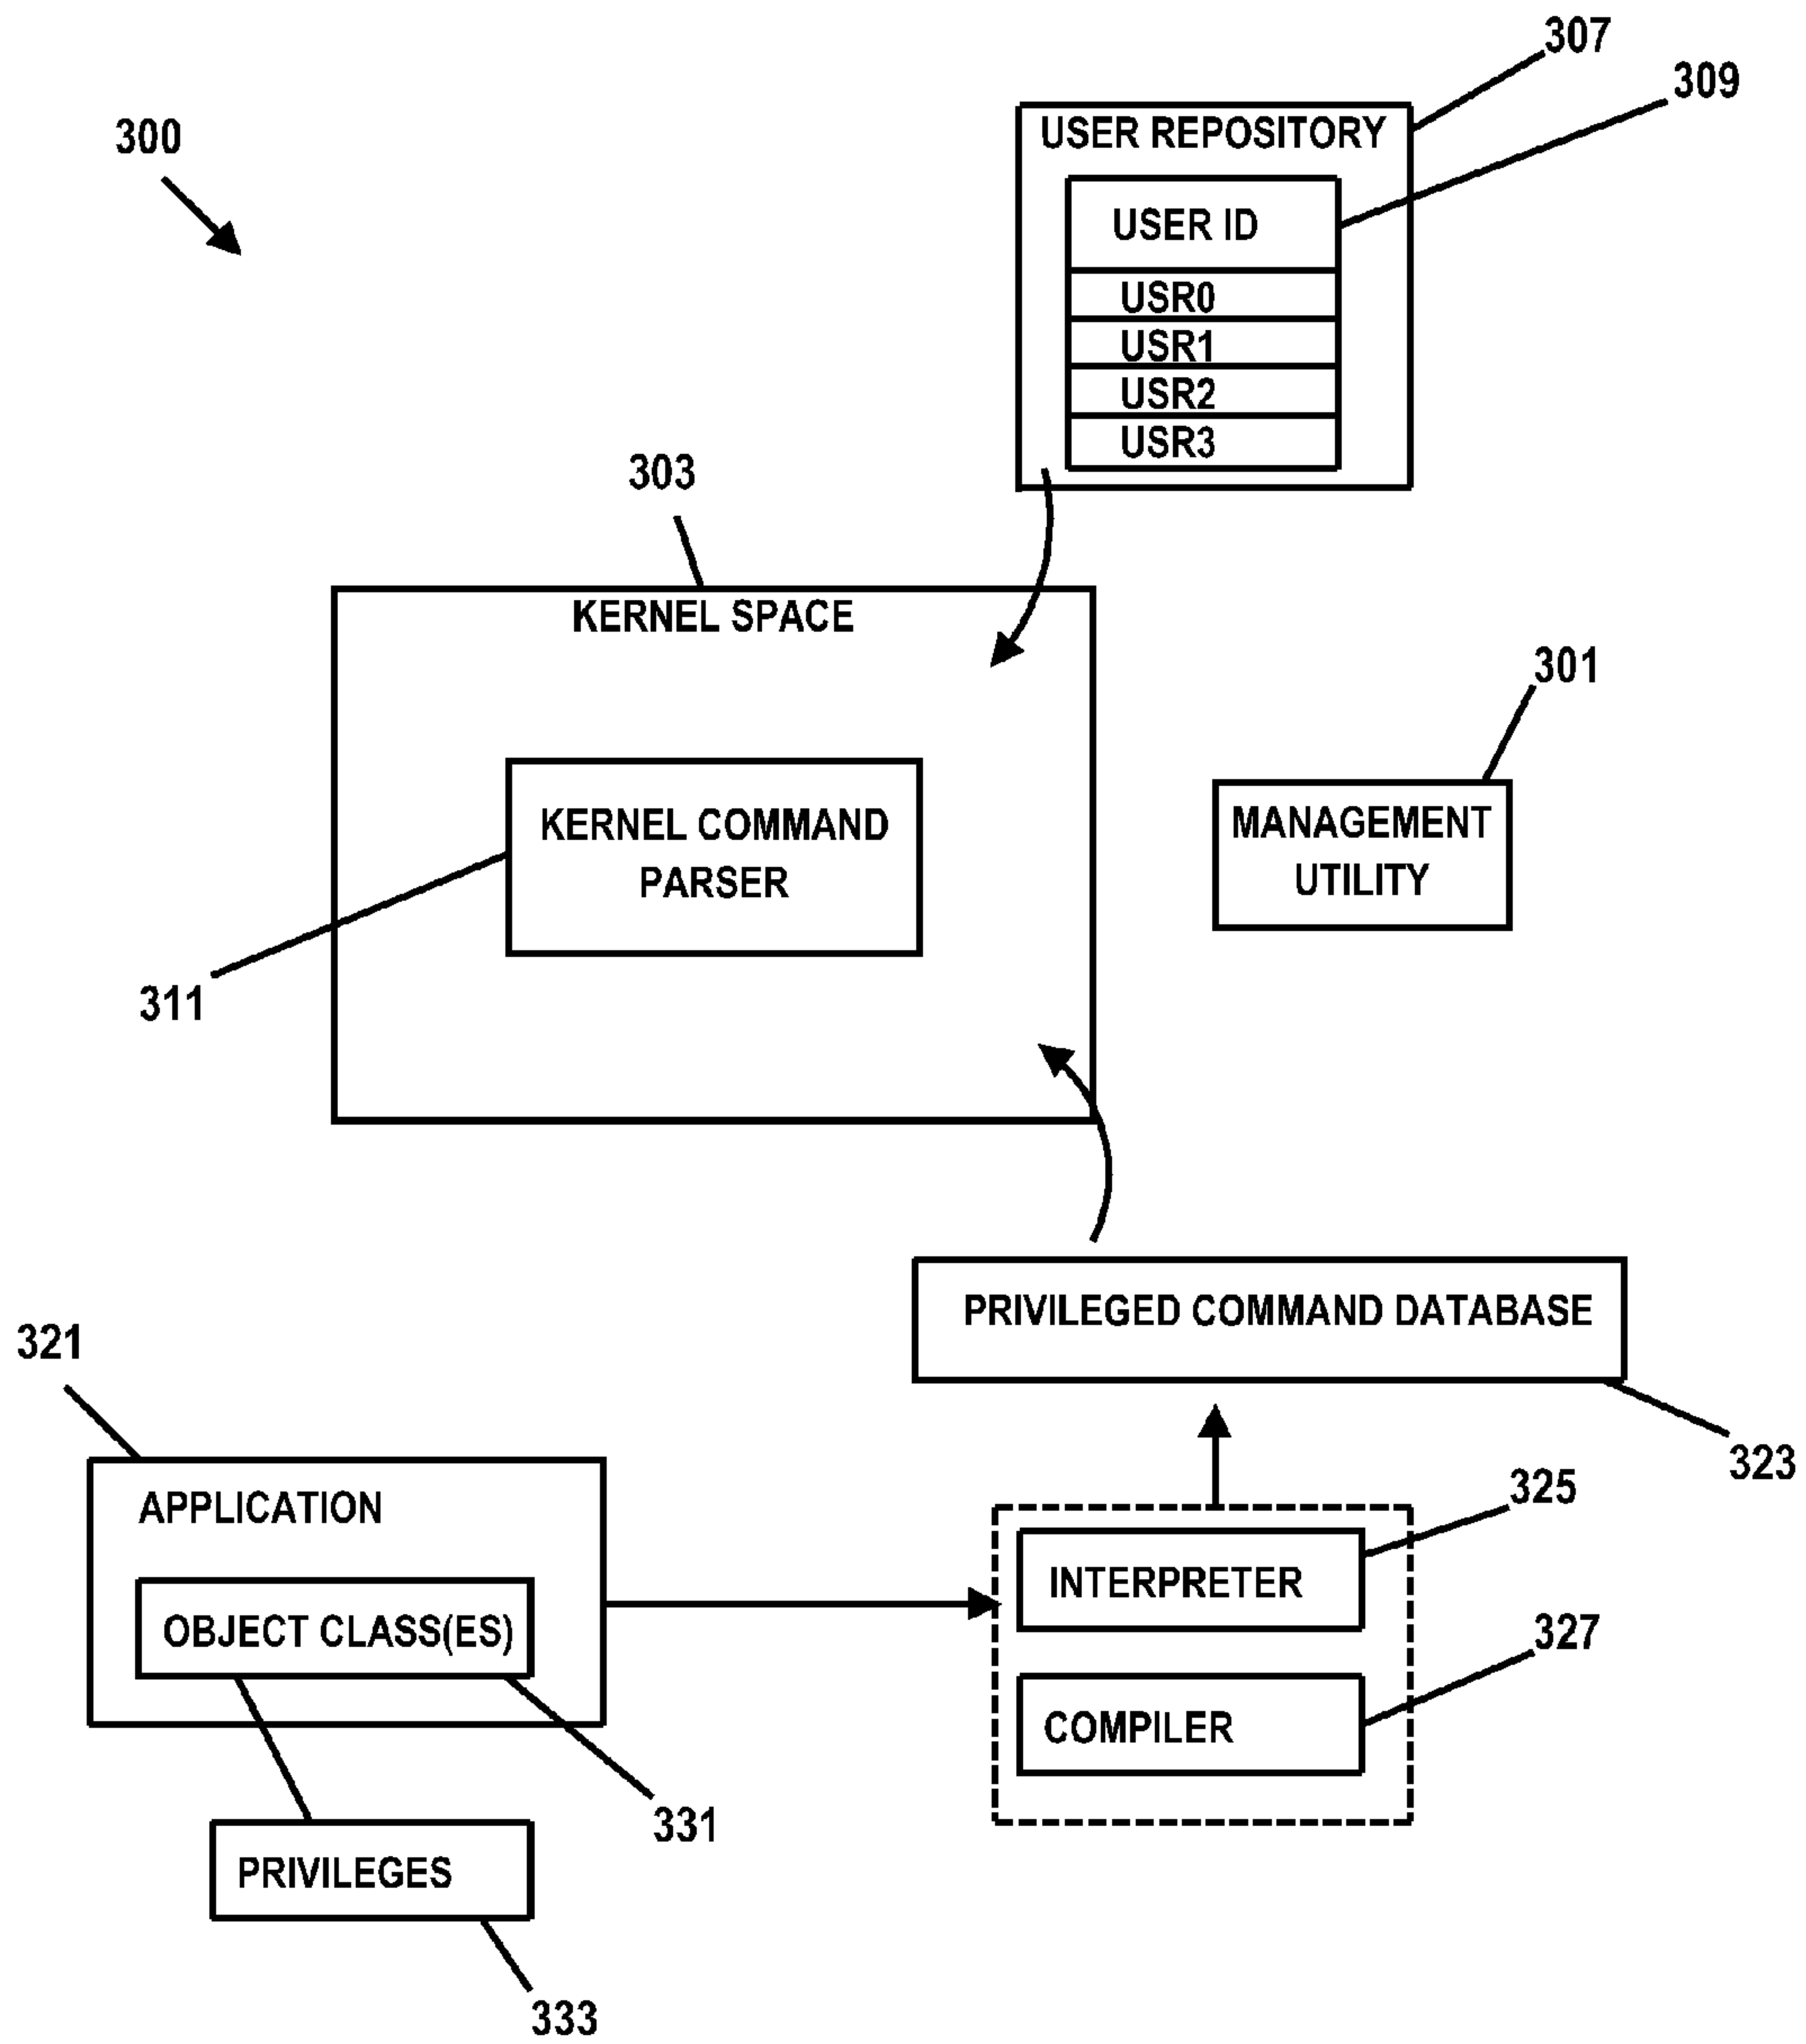 307
309
300
USER REPOSITORY
USER ID
USR0
USR1
USR2
USR3
303
KERNEL SPACE
301
KERNEL COMMAND
PARSER
MANAGEMENT
UTILITY
311
PRIVILEGED COMMAND DATABASE
321
323
325
APPLICATION
INTERPRETER
OBJECT CLASS(ES)
327
COMPILER
331
PRIVILEGES
333